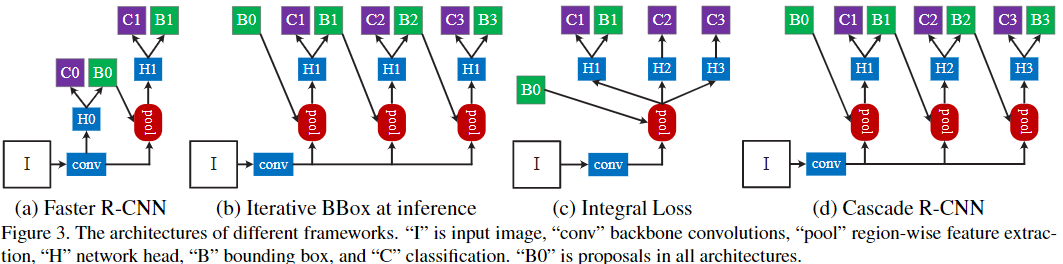 C1 B1
C0 B0 H1
H0 pool
I conv
(a) Faster R-CNN
B0 C1 B1 C2 B2 C3 B3
H1 H1 H1
pool pool pool
I conv
(b) Iterative BBox at inference
C1 B1 C2 C3
H1 H2 H3
B0 pool
I conv
(c) Integral Loss
B0 C1 B1 C2 B2 C3 B3
H1 H2 H3
pool pool pool
I conv
(d) Cascade R-CNN
Figure 3. The architectures of different frameworks. “I” is input image, “conv” backbone convolutions, “pool” region-wise feature extrac-
tion, “H” network head, “B” bounding box, and “C” classification. “B0” is proposals in all architectures.